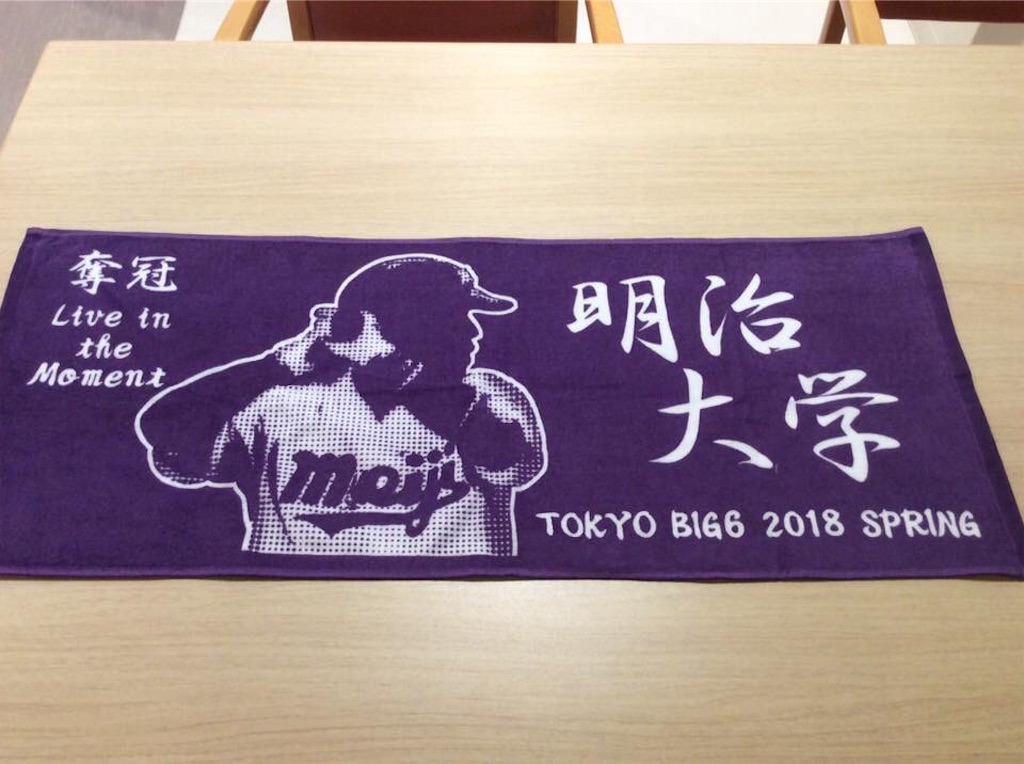 奪冠
Live in
the
Moment
Meiji
明治
大学
TOKYO BIG6 2018 SPRING